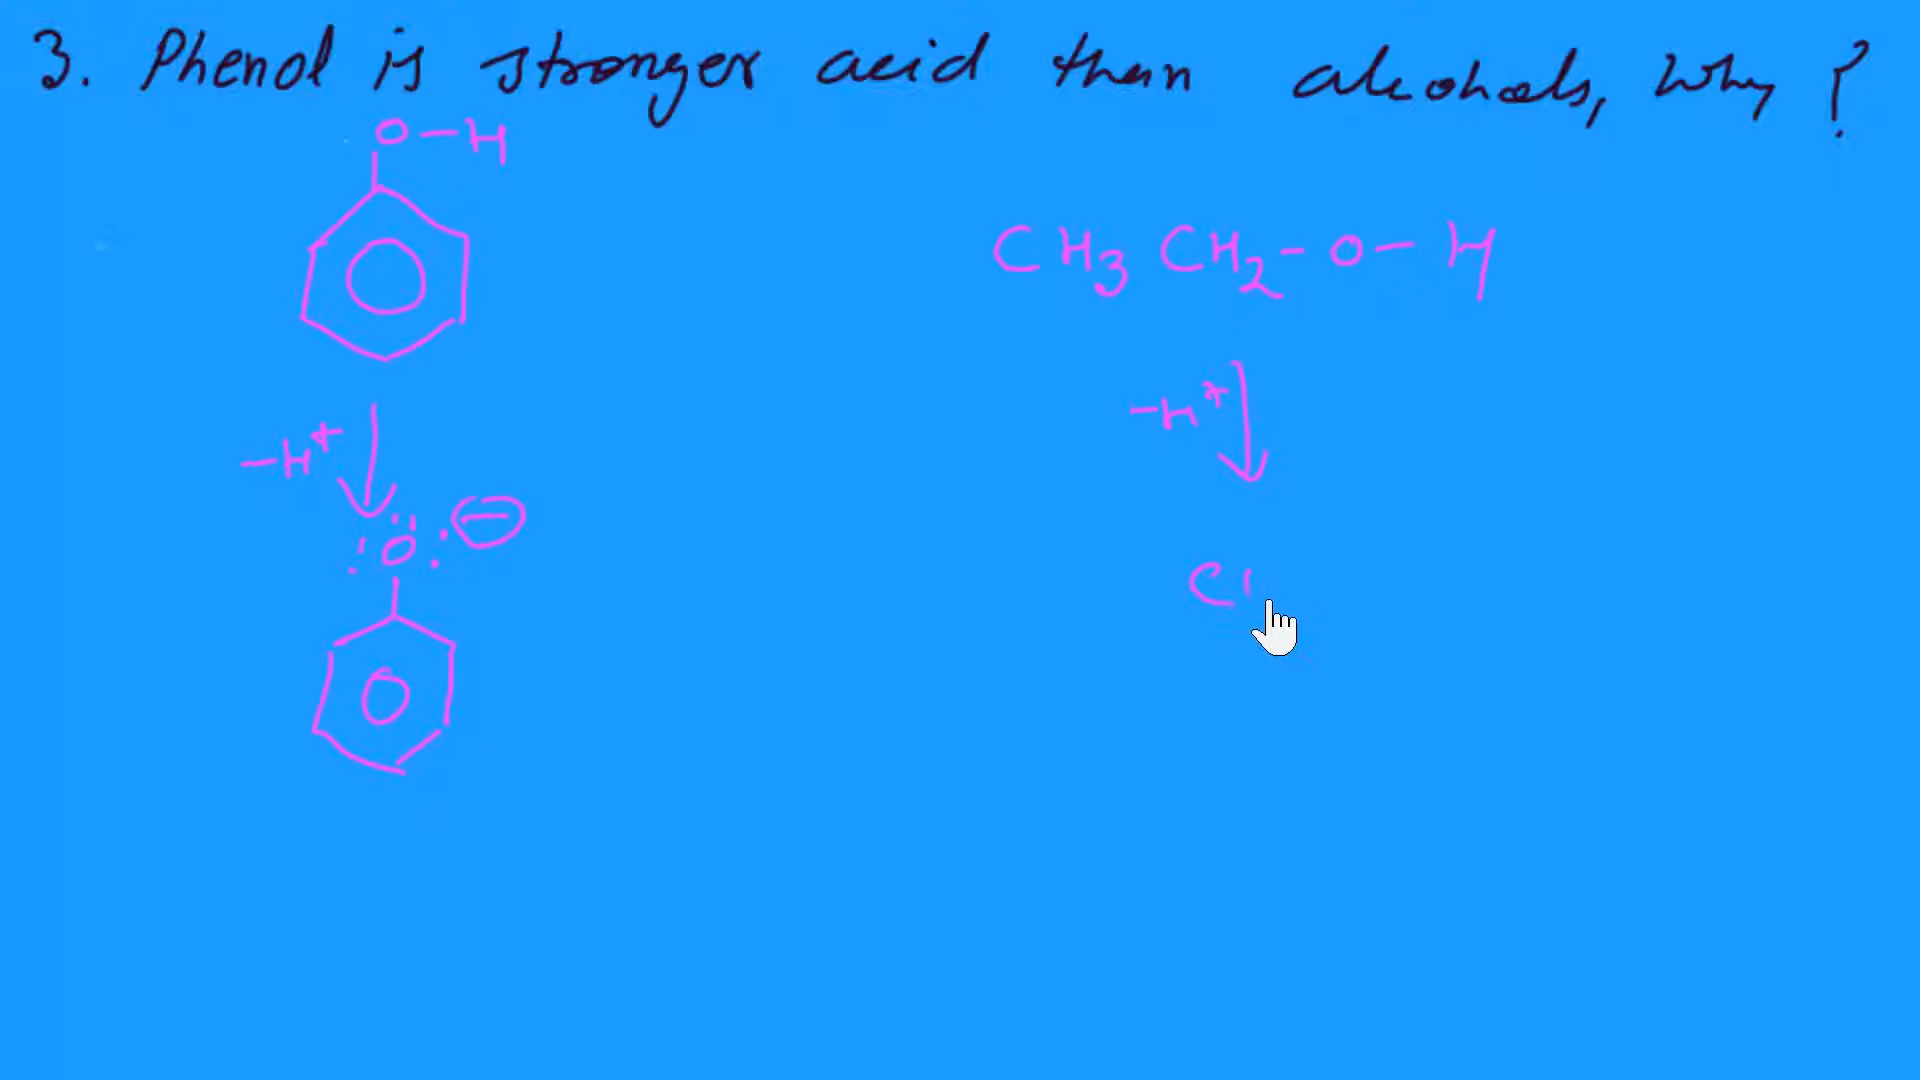 3. Phenol is stronger acid than alcohols, why ?
O-H
CH3 CH2-O-H
-H+
-H+
:Ö: ⊖
C